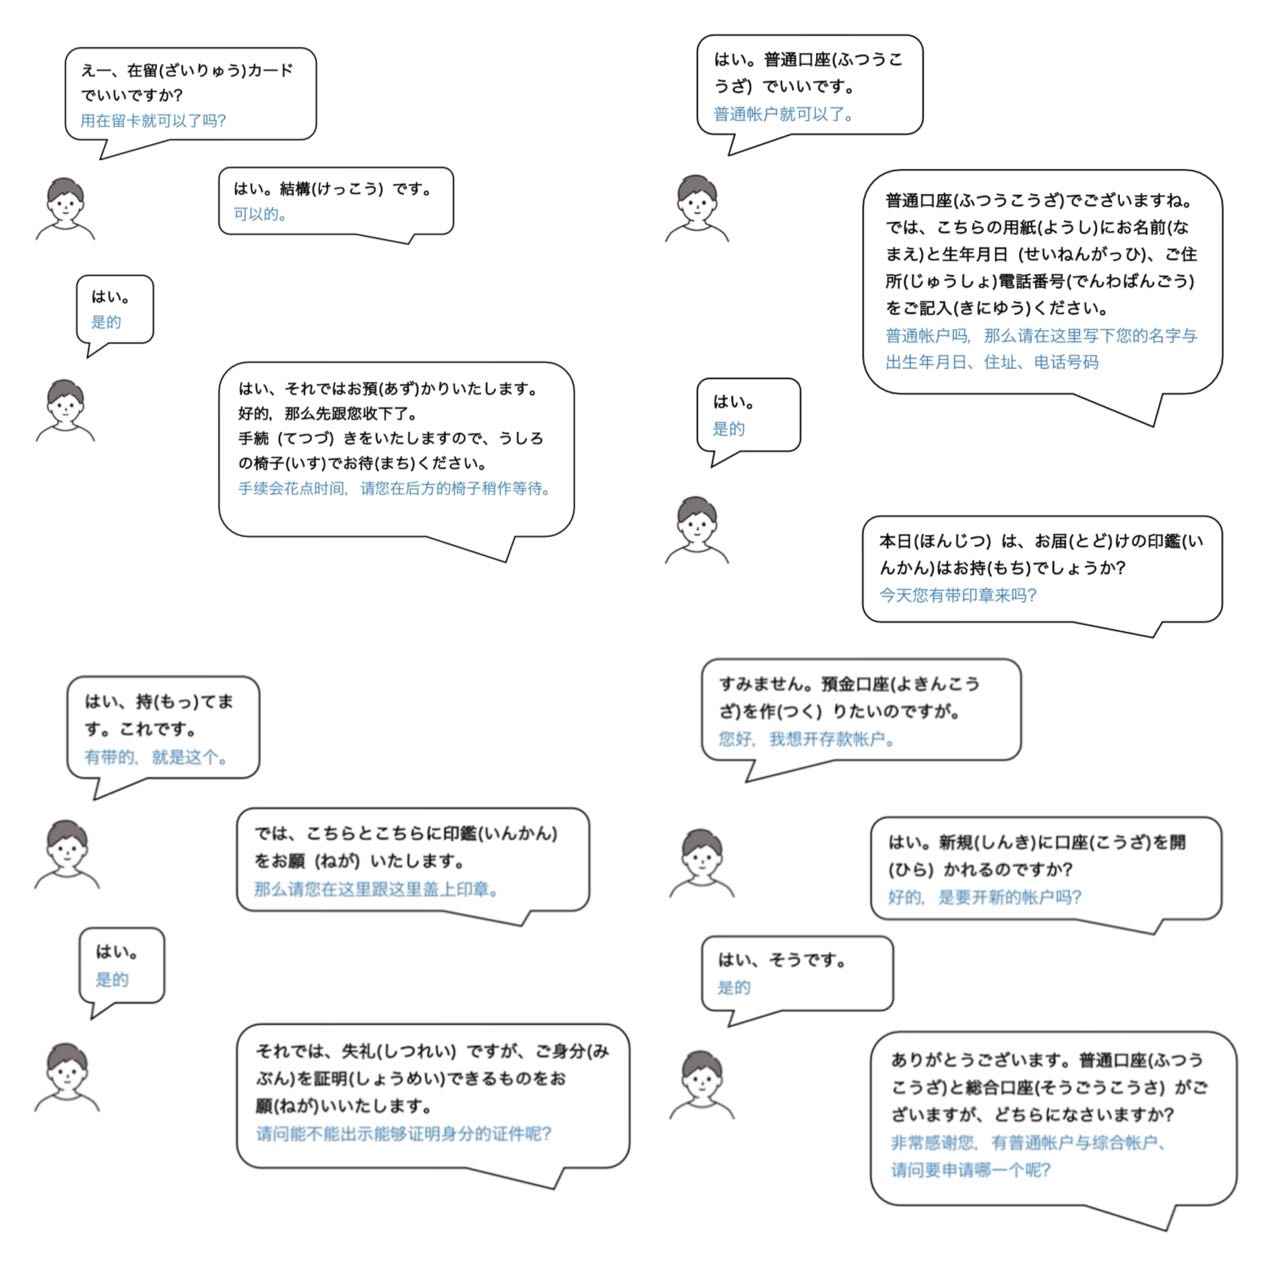 えー、在留(ざいりゅう)カード
でいいですか?
用在留卡就可以了吗?
はい。結構(けっこう）です。
可以的。
はい。
是的
はい、それではお預(あず)かりいたします。
好的，那么先跟您收下了。
手続（てつづ）きをいたしますので、うしろ
の椅子(いす)でお待(まち)ください。
手续会花点时间，请您在后方的椅子稍作等待。
はい。普通口座(ふつうこ
うざ）でいいです。
普通帐户就可以了。
普通口座(ふつうこうざ)でございますね。
では、こちらの用紙(ようし)にお名前(な
まえ)と生年月日（せいねんがっひ)、ご住
所(じゅうしょ)電話番号(でんわばんごう)
をご記入(きにゆう)ください。
普通帐户吗，那么请在这里写下您的名字与
出生年月日、住址、电话号码
はい。
是的
本日(ほんじつ）は、お届(とど)けの印鑑(い
んかん)はお持(もち)でしょうか?
今天您有带印章来吗?
はい、持(もっ)てま
す。これです。
有带的，就是这个。
では、こちらとこちらに印鑑(いんかん)
をお願（ねが）いたします。
那么请您在这里跟这里盖上印章。
はい。
是的
それでは、失礼(しつれい）ですが、ご身分(み
ぶん)を証明(しょうめい)できるものをお
願(ねが)いいたします。
请问能不能出示能够证明身分的证件呢?
すみません。預金口座(よきんこう
ざ)を作(つく）りたいのですが。
您好，我想开存款帐户。
はい。新規(しんき)に口座(こうざ)を開
(ひら）かれるのですか?
好的，是要开新的帐户吗?
はい、そうです。
是的
ありがとうございます。普通口座(ふつう
こうざ)と総合口座(そうごうこうさ）がご
ざいますが、どちらになさいますか?
非常感谢您，有普通帐户与综合帐户、
请问要申请哪一个呢?